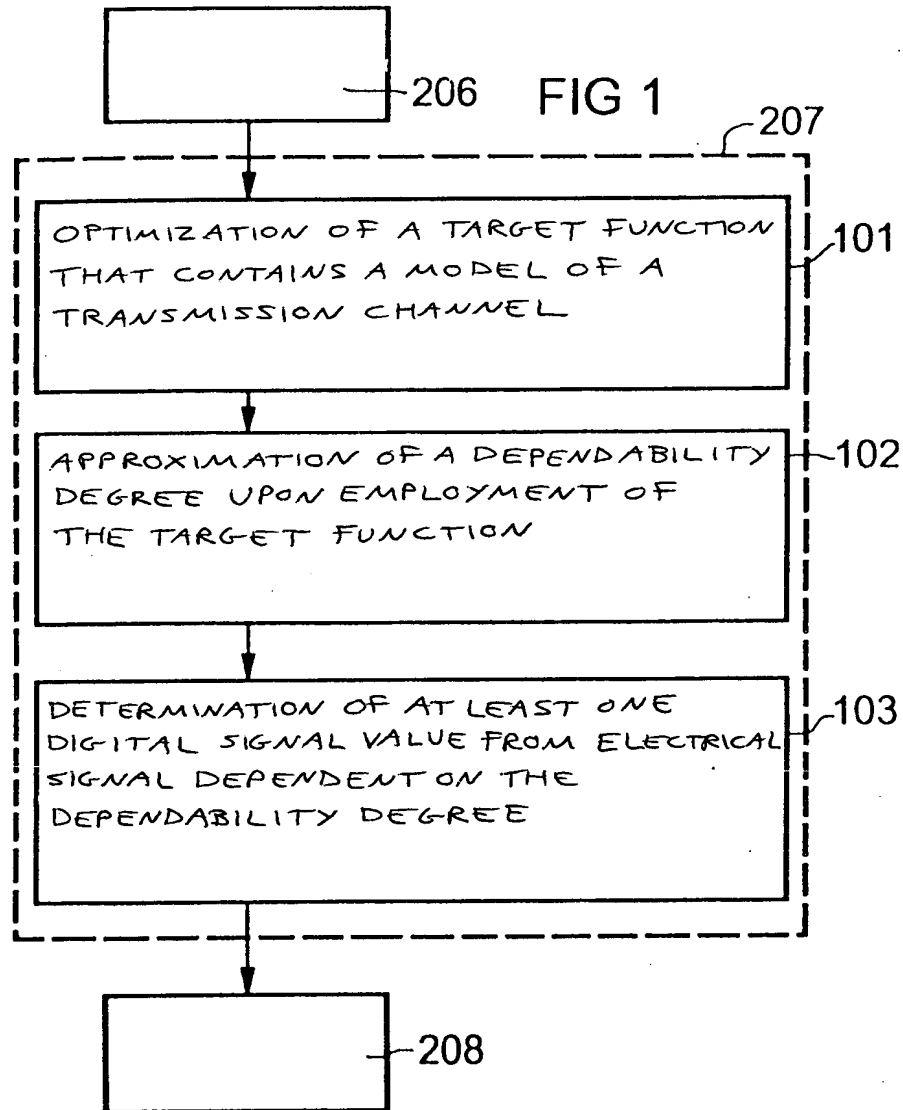 206
FIG 1
207
OPTIMIZATION OF A TARGET FUNCTION
THAT CONTAINS A MODEL OF A
TRANSMISSION CHANNEL
101
APPROXIMATION OF A DEPENDABILITY
DEGREE UPON EMPLOYMENT OF
THE TARGET FUNCTION
102
DETERMINATION OF AT LEAST ONE
DIGITAL SIGNAL VALUE FROM ELECTRICAL
SIGNAL DEPENDENT ON THE
DEPENDABILITY DEGREE
103
208